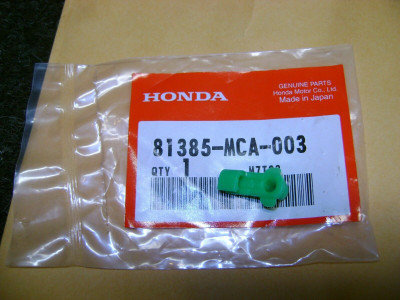 HONDA
GENUINE PARTS
Honda Motor Co., Ltd.
Made in Japan
81385-MCA-003
QTY 1